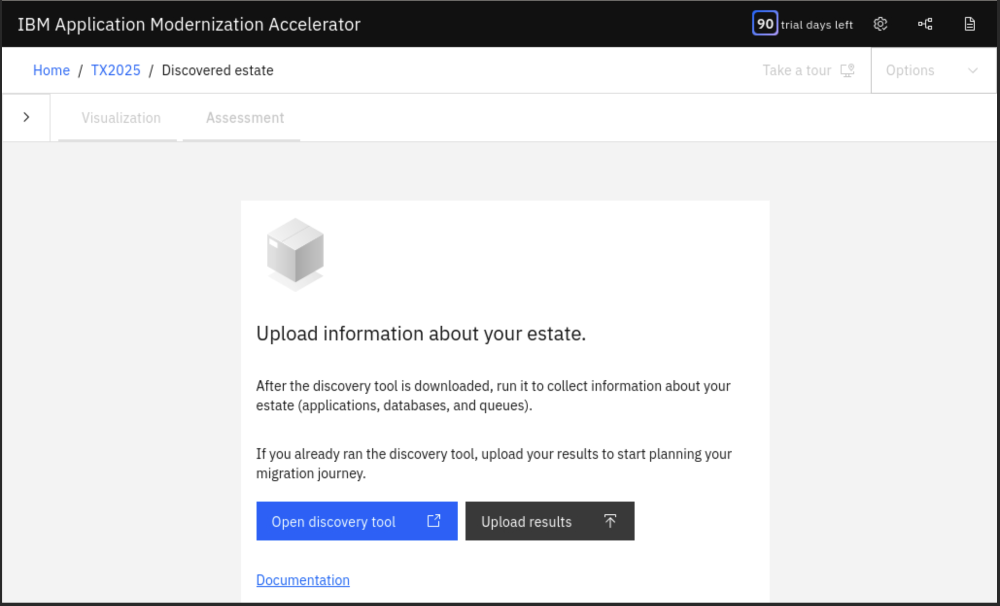 IBM Application Modernization Accelerator
90 trial days left
Home / TX2025 / Discovered estate
Take a tour
Options
Visualization
Assessment
Upload information about your estate.
After the discovery tool is downloaded, run it to collect information about your
estate (applications, databases, and queues).
If you already ran the discovery tool, upload your results to start planning your
migration journey.
Open discovery tool
Upload results
Documentation